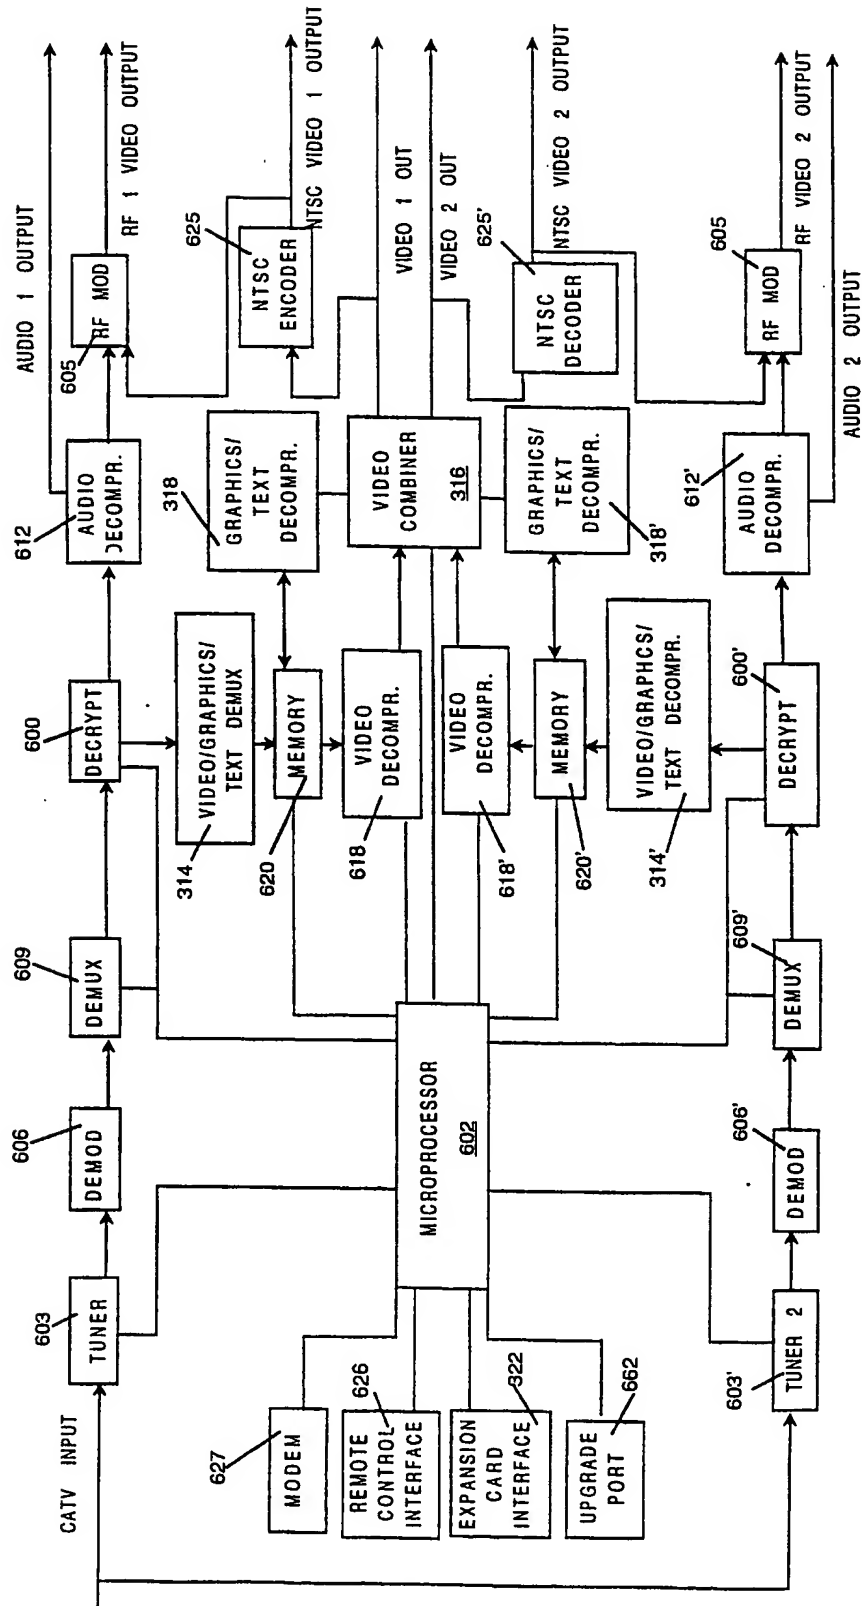 CATV INPUT
603
TUNER
606
DEMOD
609
DEMUX
600
DECRYPT
612
AUDIO
DECOMPR.
605
RF MOD
AUDIO 1 OUTPUT
RF 1 VIDEO OUTPUT
314
VIDEO/GRAPHICS/
TEXT DEMUX
318
GRAPHICS/
TEXT
DECOMPR.
625
NTSC
ENCODER
NTSC VIDEO 1 OUTPUT
620
MEMORY
618
VIDEO
DECOMPR.
VIDEO
COMBINER
316
VIDEO 1 OUT
VIDEO 2 OUT
627
MODEM
626
REMOTE
CONTROL
INTERFACE
322
EXPANSION
CARD
INTERFACE
662
UPGRADE
PORT
MICROPROCESSOR
602
618'
VIDEO
DECOMPR.
620'
MEMORY
318'
GRAPHICS/
TEXT
DECOMPR.
625'
NTSC
DECODER
NTSC VIDEO 2 OUTPUT
314'
VIDEO/GRAPHCS/
TEXT DECOMPR.
603'
TUNER 2
606'
DEMOD
609'
DEMUX
600'
DECRYPT
612'
AUDIO
DECOMPR.
605
RF MOD
RF VIDEO 2 OUTPUT
AUDIO 2 OUTPUT